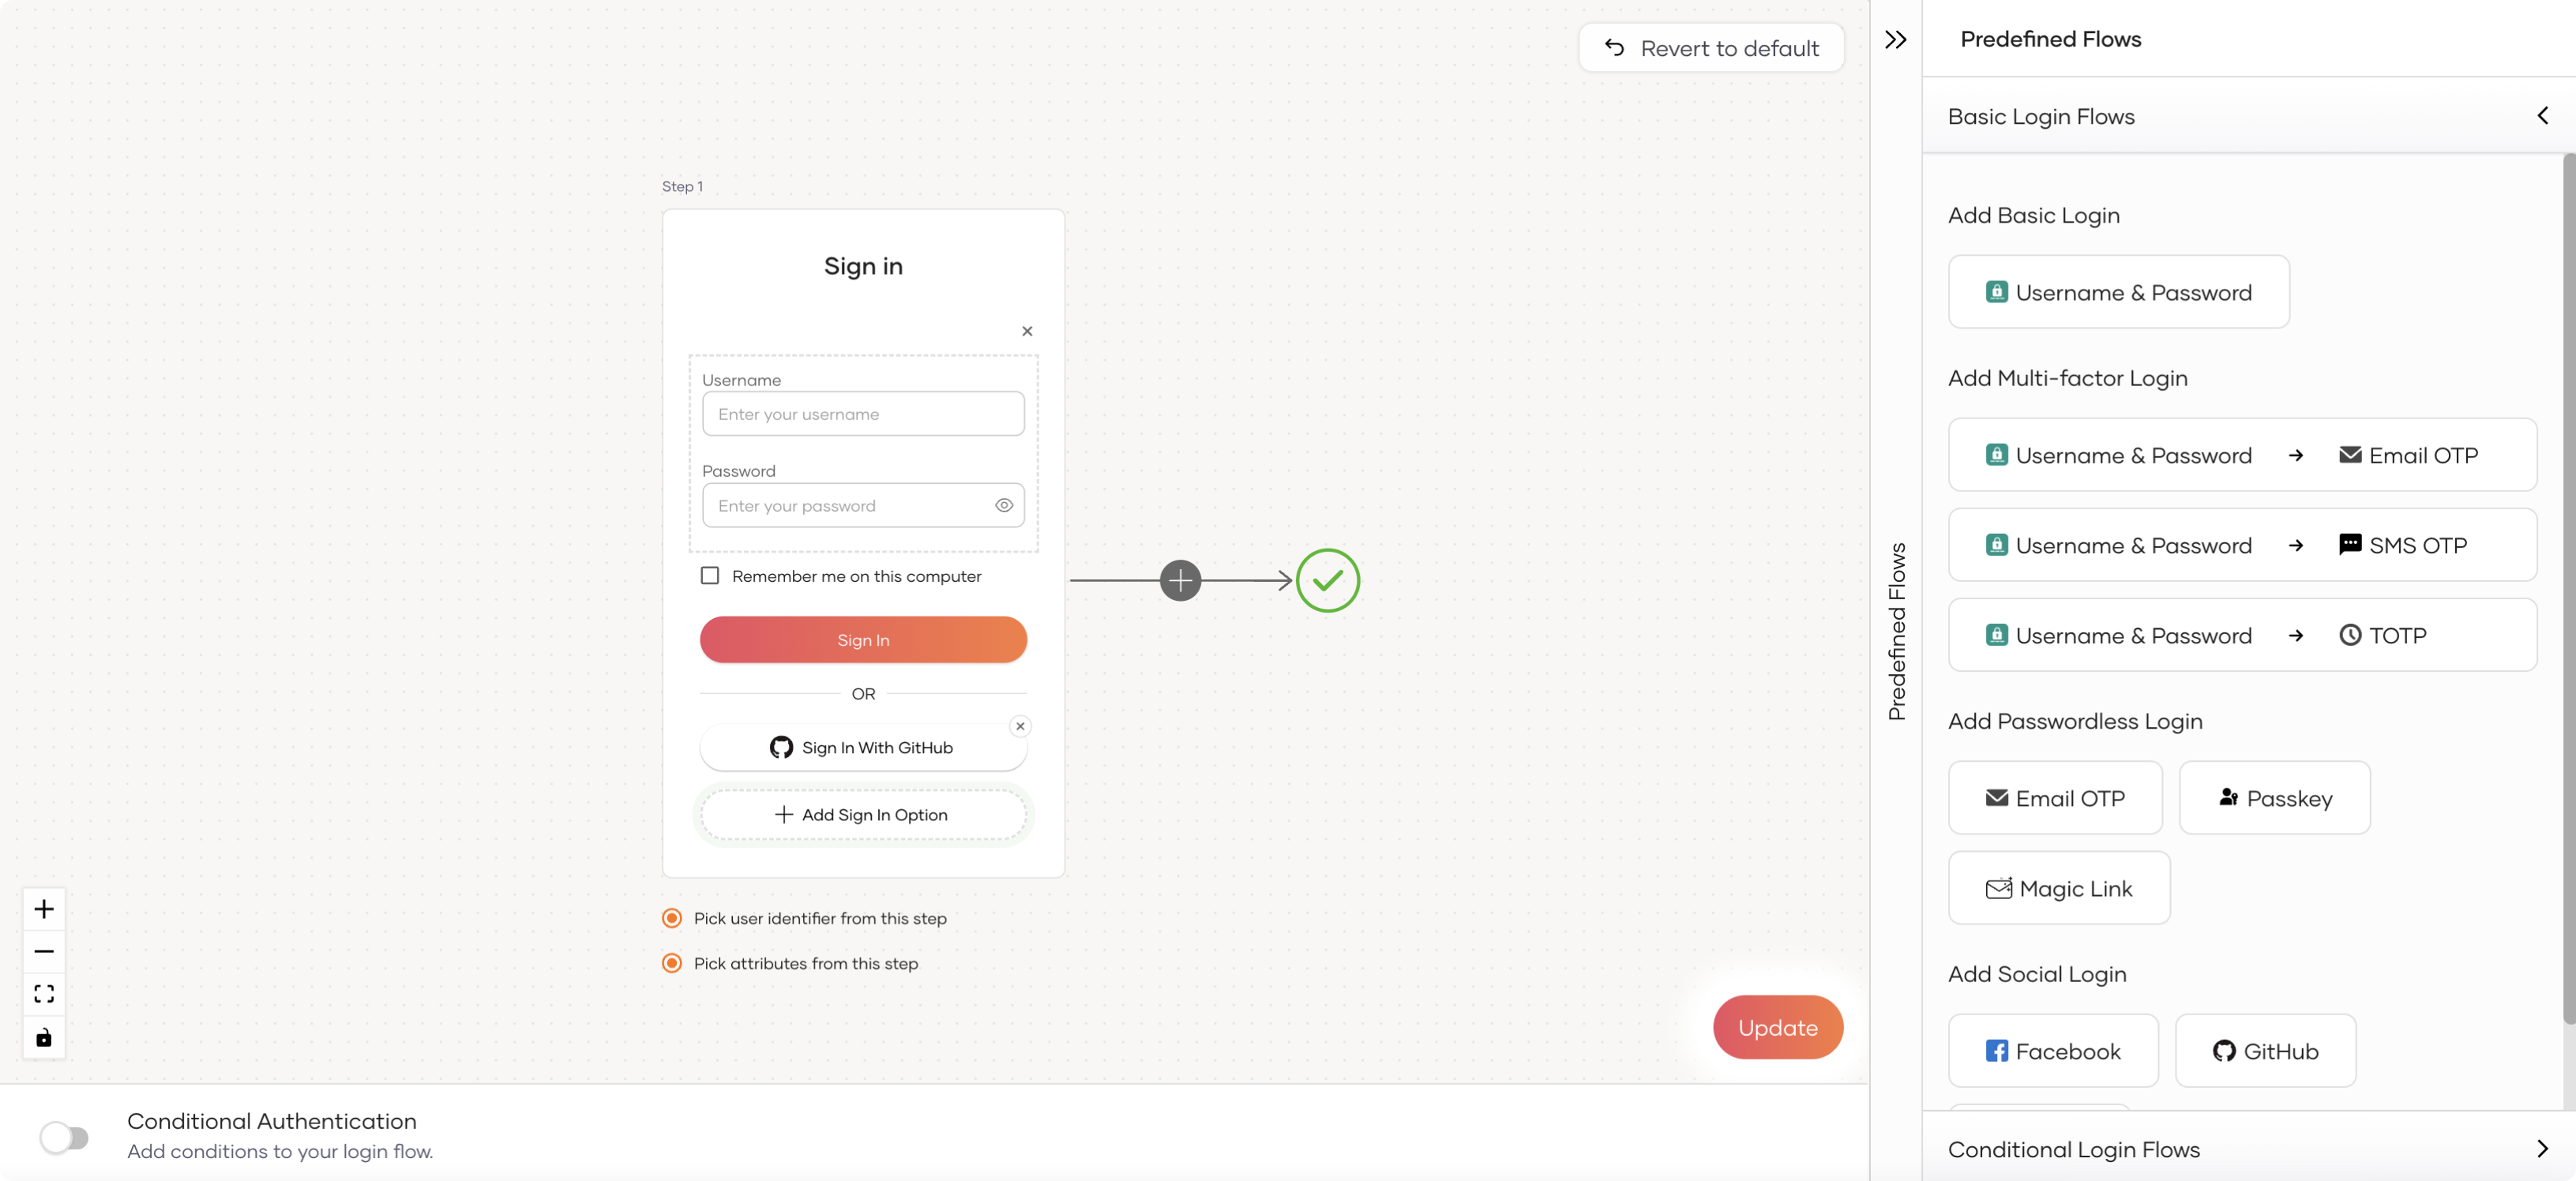 Revert to default
Step 1
Sign in
Username
Enter your username
Password
Enter your password
Remember me on this computer
Sign In
OR
Sign In With GitHub
Add Sign In Option
Pick user identifier from this step
Pick attributes from this step
Update
Conditional Authentication
Add conditions to your login flow.
Predefined Flows
Predefined Flows
Basic Login Flows
Add Basic Login
Username & Password
Add Multi-factor Login
Username & Password → Email OTP
Username & Password → SMS OTP
Username & Password → TOTP
Add Passwordless Login
Email OTP Passkey
Magic Link
Add Social Login
Facebook GitHub
Conditional Login Flows